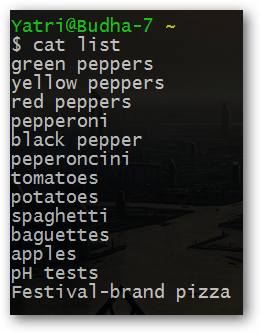 Yatri@Budha-7 ~
$ cat list
green peppers
yellow peppers
red peppers
pepperoni
black pepper
peperoncini
tomatoes
potatoes
spaghetti
baguettes
apples
pH tests
Festival-brand pizza